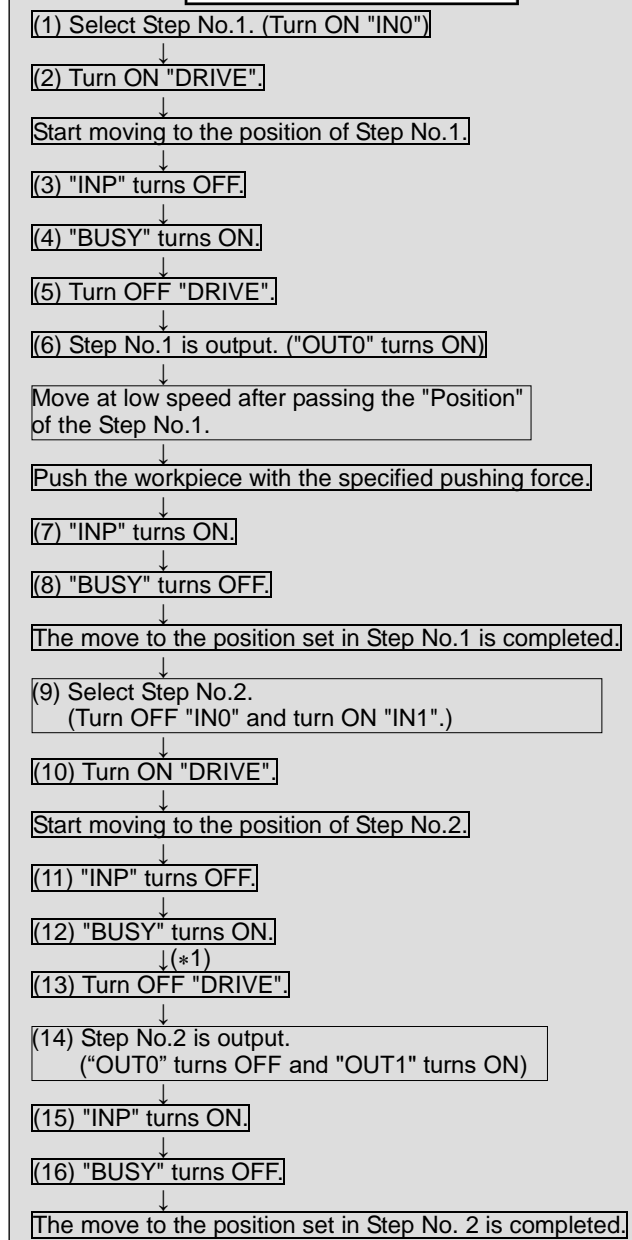 (1) Select Step No.1. (Turn ON "IN0")
↓
(2) Turn ON "DRIVE".
↓
Start moving to the position of Step No.1.
↓
(3) "INP" turns OFF.
↓
(4) "BUSY" turns ON.
↓
(5) Turn OFF "DRIVE".
↓
(6) Step No.1 is output. ("OUT0" turns ON)
↓
Move at low speed after passing the "Position"
of the Step No.1.
↓
Push the workpiece with the specified pushing force.
↓
(7) "INP" turns ON.
↓
(8) "BUSY" turns OFF.
↓
The move to the position set in Step No.1 is completed.
↓
(9) Select Step No.2.
(Turn OFF "IN0" and turn ON "IN1".)
↓
(10) Turn ON "DRIVE".
↓
Start moving to the position of Step No.2.
↓
(11) "INP" turns OFF.
↓
(12) "BUSY" turns ON.
↓(∗1)
(13) Turn OFF "DRIVE".
↓
(14) Step No.2 is output.
(“OUT0” turns OFF and "OUT1" turns ON)
↓
(15) "INP" turns ON.
↓
(16) "BUSY" turns OFF.
↓
The move to the position set in Step No. 2 is completed.